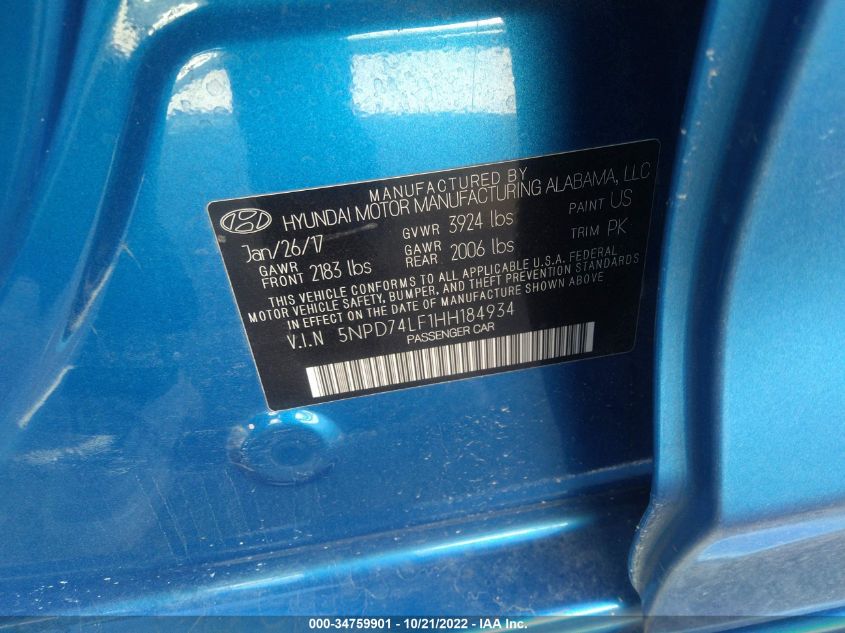 MANUFACTURED BY
HYUNDAI MOTOR MANUFACTURING ALABAMA, LLC
Jan/26/17 GVWR 3924 lbs PAINT US
GAWR FRONT 2183 lbs GAWR REAR 2006 lbs TRIM PK
THIS VEHICLE CONFORMS TO ALL APPLICABLE U.S.A. FEDERAL
MOTOR VEHICLE SAFETY, BUMPER, AND THEFT PREVENTION STANDARDS
IN EFFECT ON THE DATE OF MANUFACTURE SHOWN ABOVE
V.I.N 5NPD74LF1HH184934
PASSENGER CAR
000-34759901 - 10/21/2022 - IAA Inc.